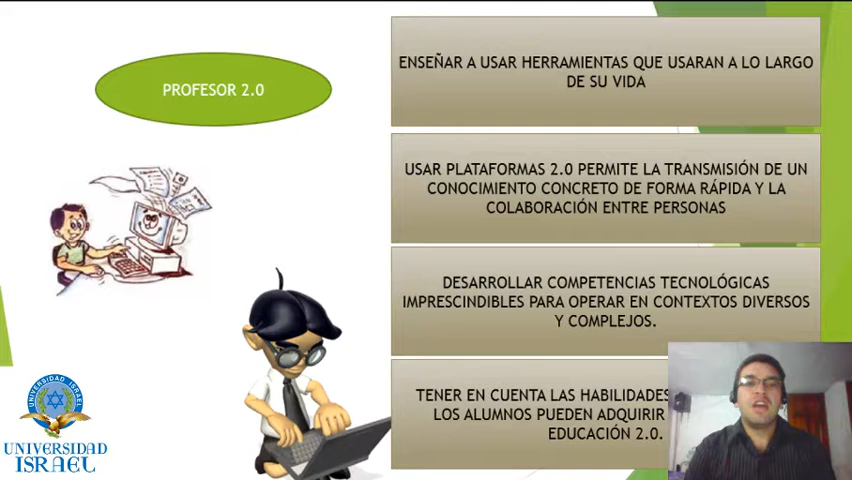 PROFESOR 2.0
ENSEÑAR A USAR HERRAMIENTAS QUE USARAN A LO LARGO
DE SU VIDA
USAR PLATAFORMAS 2.0 PERMITE LA TRANSMISIÓN DE UN
CONOCIMIENTO CONCRETO DE FORMA RÁPIDA Y LA
COLABORACIÓN ENTRE PERSONAS
DESARROLLAR COMPETENCIAS TECNOLÓGICAS
IMPRESCINDIBLES PARA OPERAR EN CONTEXTOS DIVERSOS
Y COMPLEJOS.
TENER EN CUENTA LAS HABILIDADES
LOS ALUMNOS PUEDEN ADQUIRIR
EDUCACIÓN 2.0.
UNIVERSIDAD ISRAEL
UNIVERSIDAD
ISRAEL